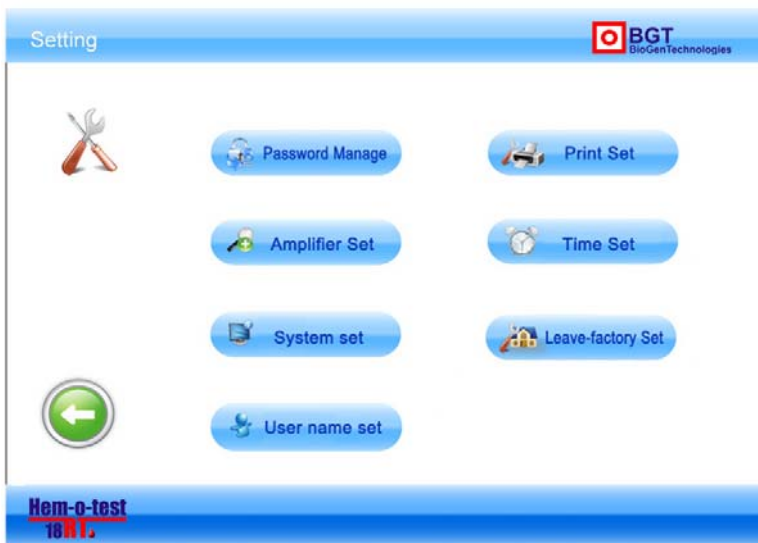 Setting
BGT
BioGenTechnologies
Password Manage
Print Set
Amplifier Set
Time Set
System set
Leave-factory Set
User name set
Hem-o-test
18RT.